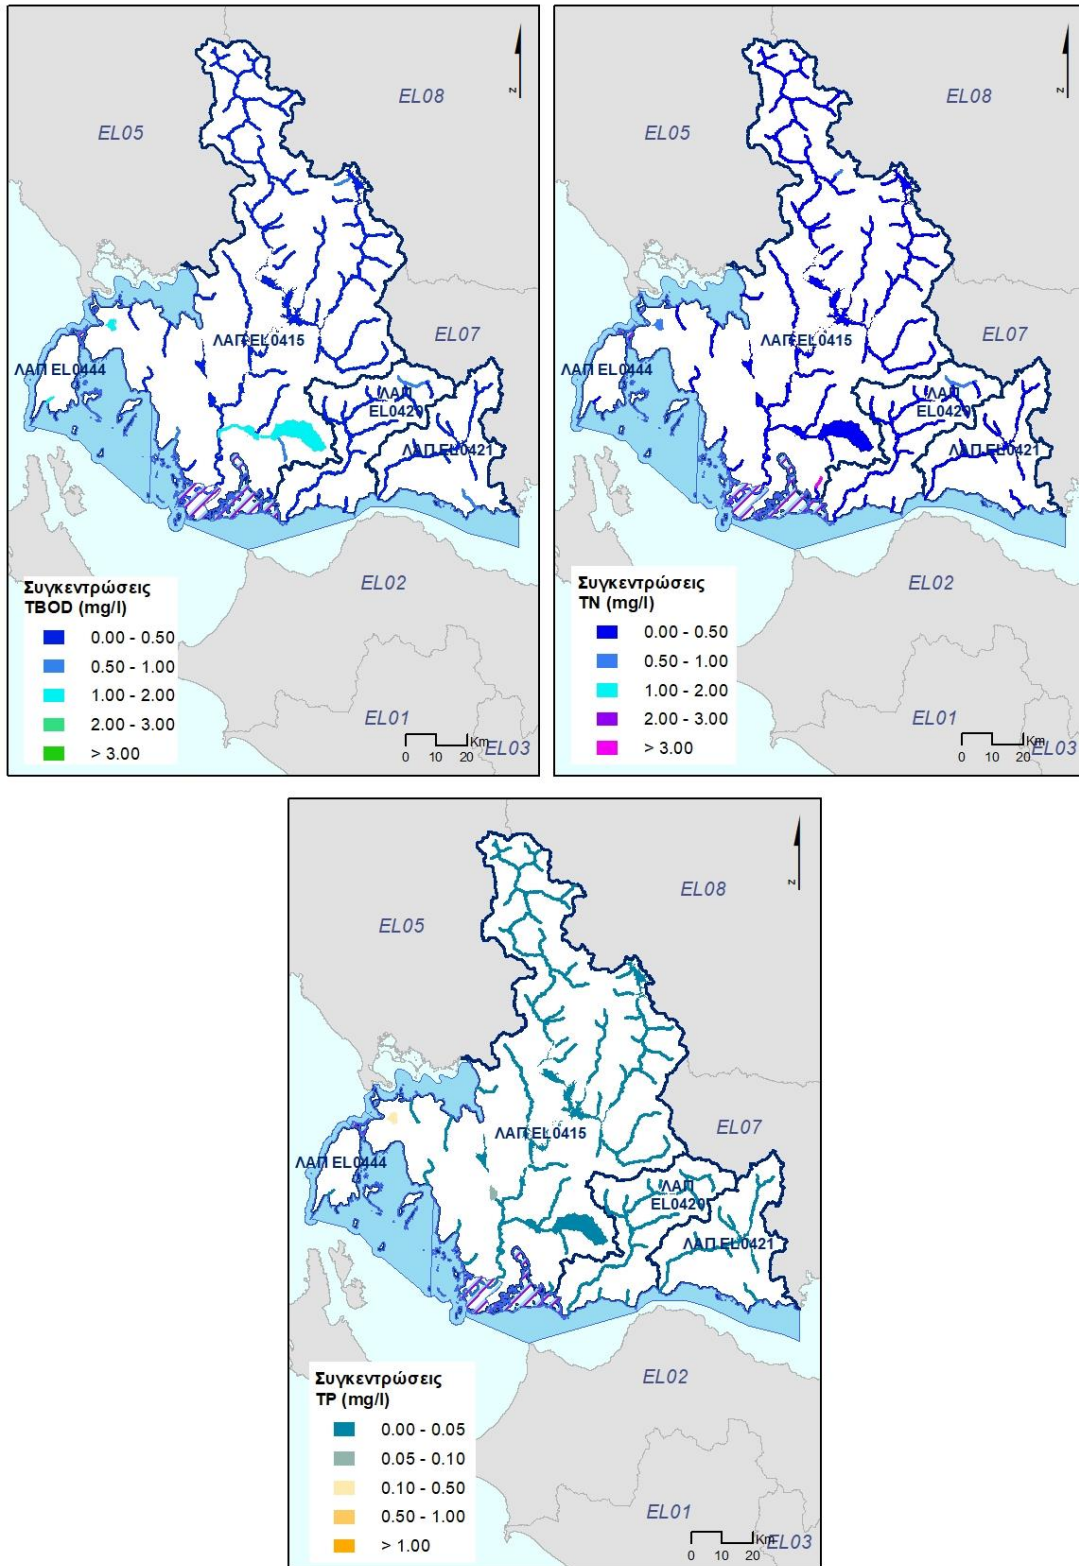 EL08
EL05
EL07
ΛΑΠ EL0415
ΛΑΠ EL0444
ΛΑΠ
EL0420
ΛΑΠ EL0421
EL02
EL01
EL03
Συγκεντρώσεις
TBOD (mg/l)
0.00 - 0.50
0.50 - 1.00
1.00 - 2.00
2.00 - 3.00
> 3.00
Km
0 10 20
N
EL08
EL05
EL07
ΛΑΠ EL0415
ΛΑΠ EL0444
ΛΑΠ
EL0420
ΛΑΠ EL0421
EL02
EL01
EL03
Συγκεντρώσεις
TN (mg/l)
0.00 - 0.50
0.50 - 1.00
1.00 - 2.00
2.00 - 3.00
> 3.00
Km
0 10 20
N
EL08
EL05
EL07
ΛΑΠ EL0415
ΛΑΠ EL0444
ΛΑΠ
EL0420
ΛΑΠ EL0421
EL02
EL01
EL03
Συγκεντρώσεις
TP (mg/l)
0.00 - 0.05
0.05 - 0.10
0.10 - 0.50
0.50 - 1.00
> 1.00
Km
0 10 20
N